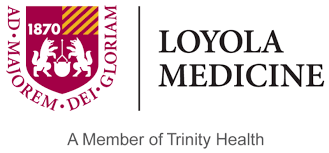 1870
AD • MAJOREM • DEI • GLORIAM
LOYOLA
MEDICINE
A Member of Trinity Health